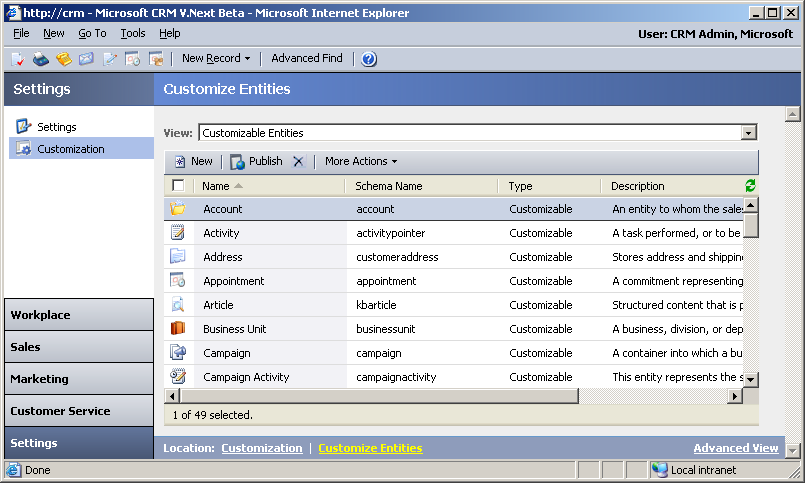 http://crm - Microsoft CRM V.Next Beta - Microsoft Internet Explorer
File New Go To Tools Help User: CRM Admin, Microsoft
New Record Advanced Find
Settings
Customize Entities
Settings
Customization
Workplace
Sales
Marketing
Customer Service
Settings
View: Customizable Entities
New Publish More Actions
Name Schema Name Type Description
Account account Customizable An entity to whom the sales
Activity activitypointer Customizable A task performed, or to be
Address customeraddress Customizable Stores address and shippin
Appointment appointment Customizable A commitment representing
Article kbarticle Customizable Structured content that is p
Business Unit businessunit Customizable A business, division, or dep
Campaign campaign Customizable A container into which a bu
Campaign Activity campaignactivity Customizable This entity represents the s
1 of 49 selected.
Location: Customization | Customize Entities Advanced View
Done Local intranet